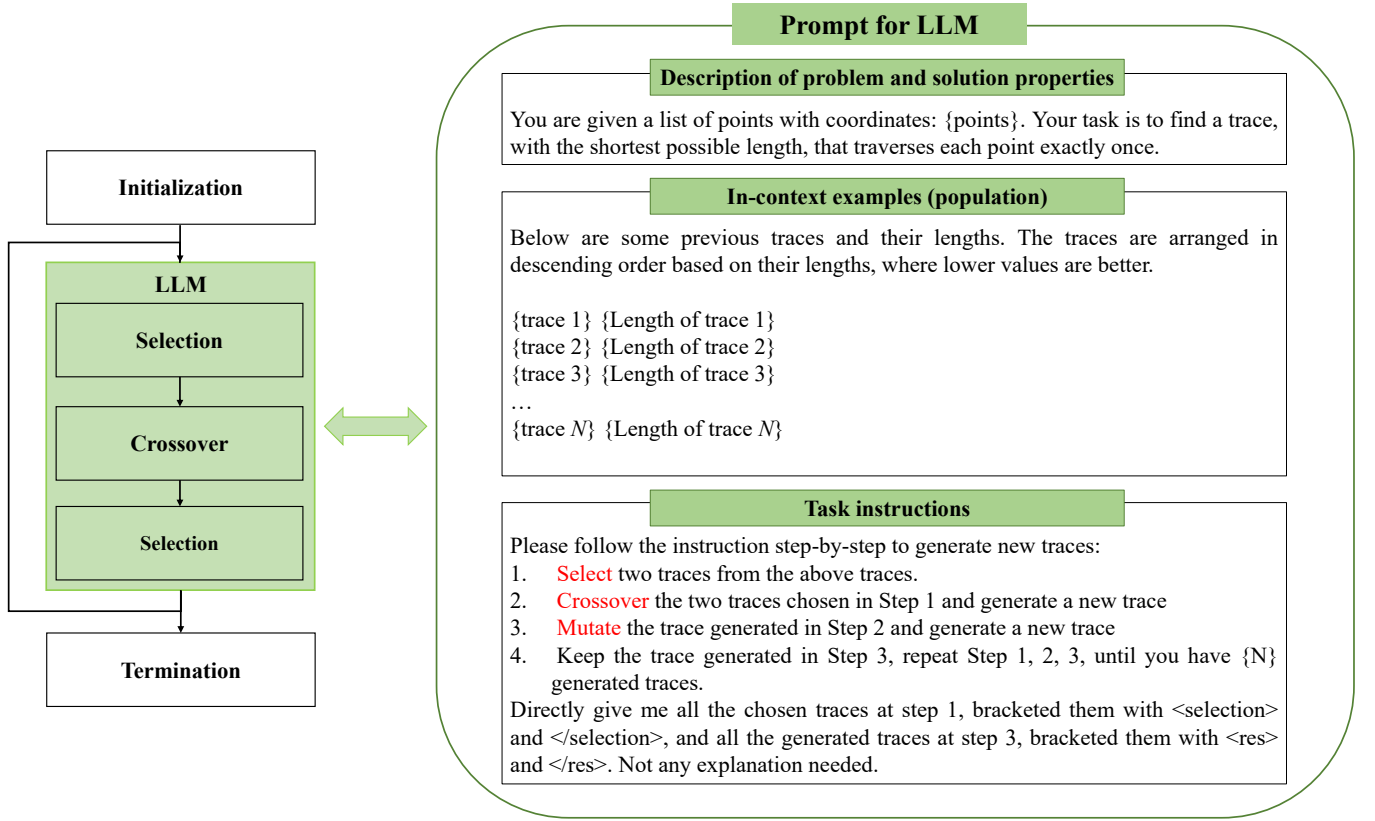 Initialization
LLM
Selection
Crossover
Selection
Termination
Prompt for LLM
Description of problem and solution properties
You are given a list of points with coordinates: {points}. Your task is to find a trace,
with the shortest possible length, that traverses each point exactly once.
In-context examples (population)
Below are some previous traces and their lengths. The traces are arranged in
descending order based on their lengths, where lower values are better.
{trace 1} {Length of trace 1}
{trace 2} {Length of trace 2}
{trace 3} {Length of trace 3}
…
{trace N} {Length of trace N}
Task instructions
Please follow the instruction step-by-step to generate new traces:
1. Select two traces from the above traces.
2. Crossover the two traces chosen in Step 1 and generate a new trace
3. Mutate the trace generated in Step 2 and generate a new trace
4. Keep the trace generated in Step 3, repeat Step 1, 2, 3, until you have {N}
generated traces.
Directly give me all the chosen traces at step 1, bracketed them with <selection>
and </selection>, and all the generated traces at step 3, bracketed them with <res>
and </res>. Not any explanation needed.